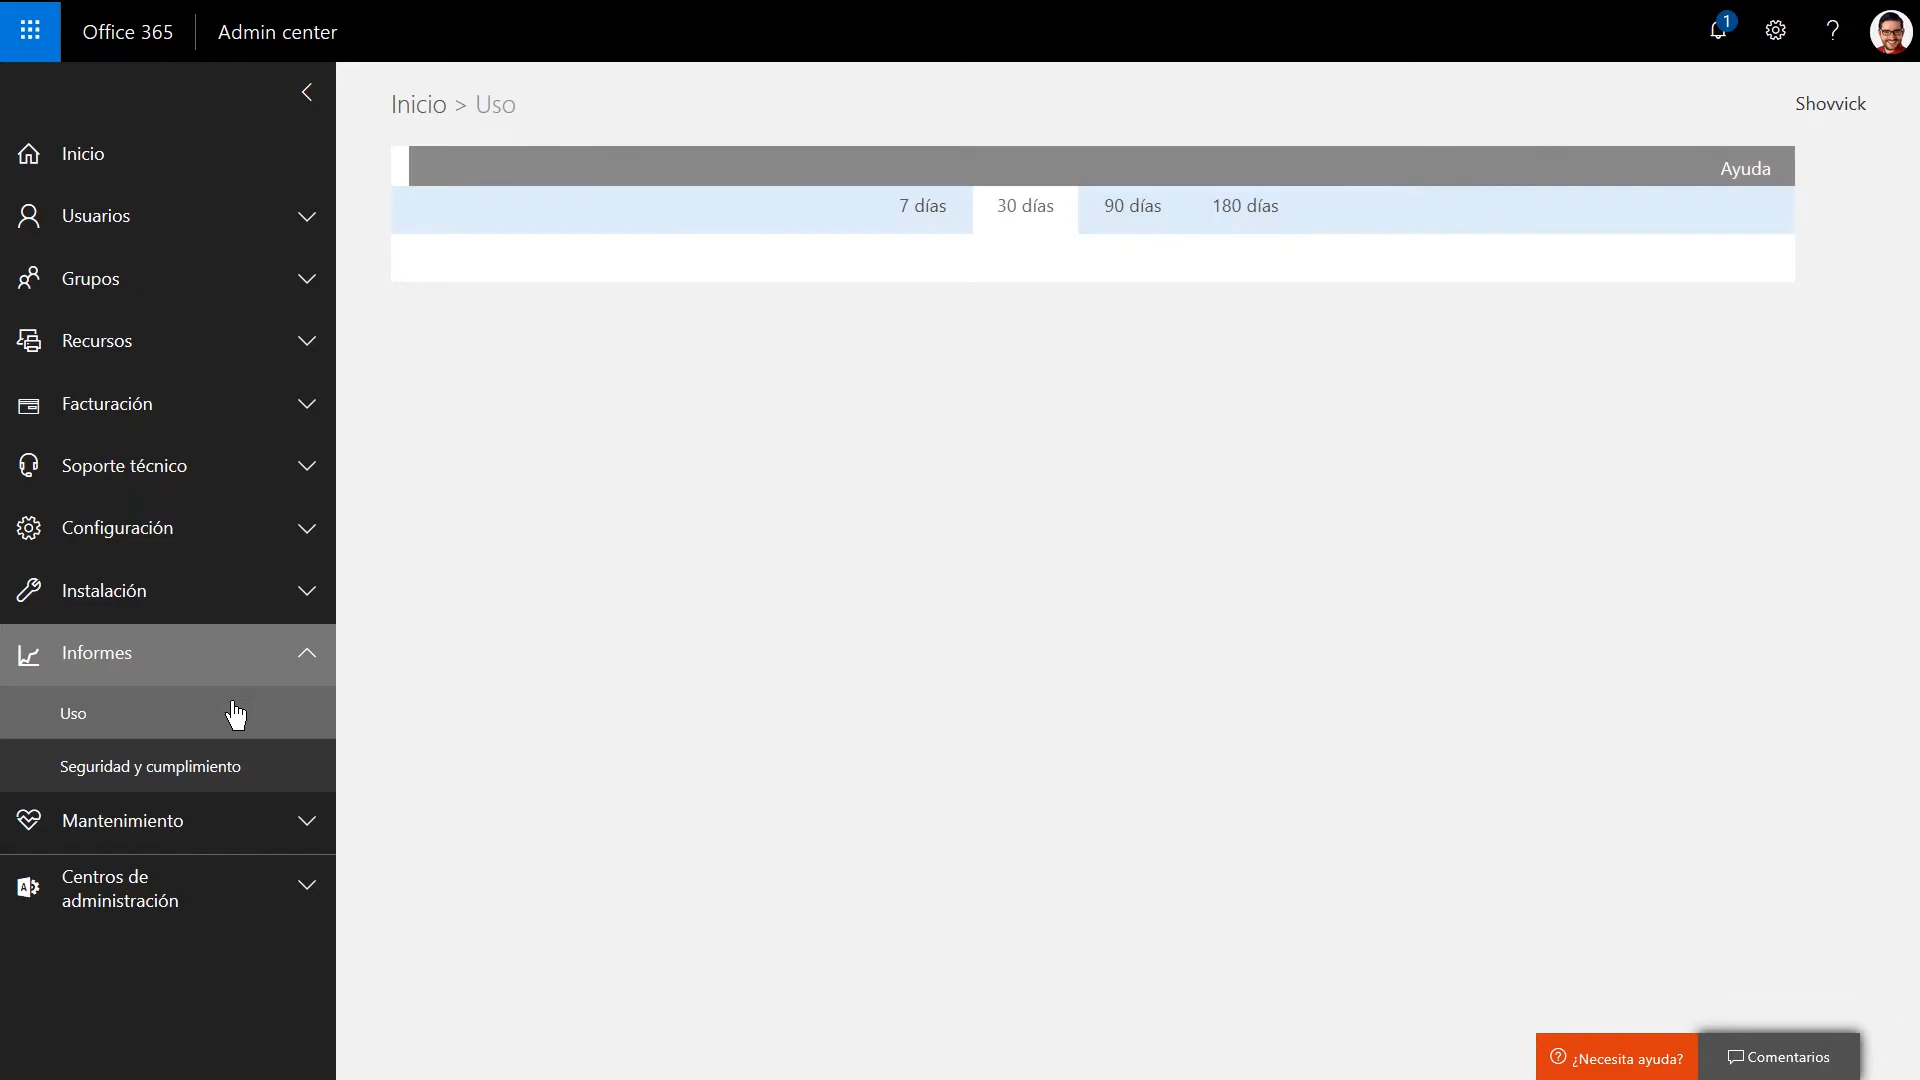 Office 365
Admin center
1
?
Inicio > Uso
Shovvick
Ayuda
7 días
30 días
90 días
180 días
Inicio
Usuarios
Grupos
Recursos
Facturación
Soporte técnico
Configuración
Instalación
Informes
Uso
Seguridad y cumplimiento
Mantenimiento
Centros de
administración
¿Necesita ayuda?
Comentarios